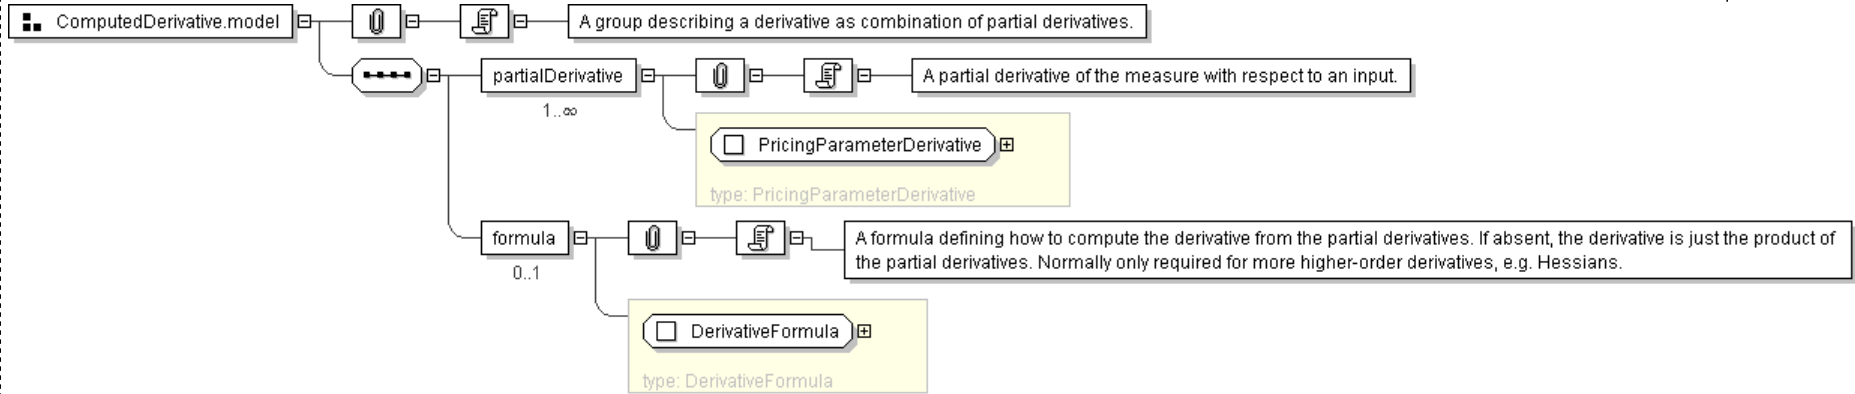 ComputedDerivative.model
A group describing a derivative as combination of partial derivatives.
partialDerivative
A partial derivative of the measure with respect to an input.
1..∞
PricingParameterDerivative
type: PricingParameterDerivative
formula
A formula defining how to compute the derivative from the partial derivatives. If absent, the derivative is just the product of
the partial derivatives. Normally only required for more higher-order derivatives, e.g. Hessians.
0..1
DerivativeFormula
type: DerivativeFormula